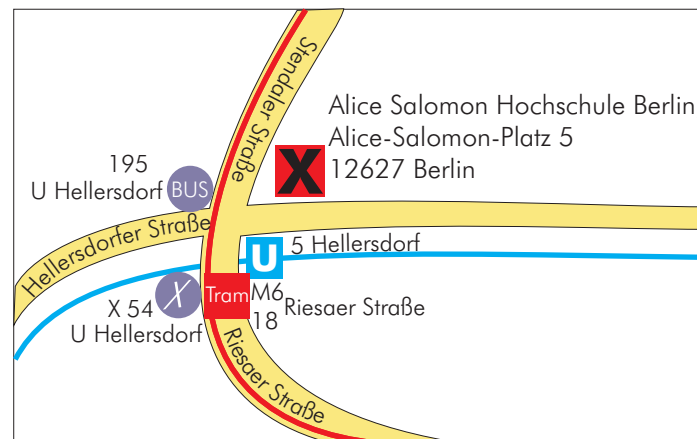 Stendaler Straße
Alice Salomon Hochschule Berlin
Alice-Salomon-Platz 5
12627 Berlin
X
195
U Hellersdorf
BUS
Hellersdorfer Straße
U
5 Hellersdorf
X 54
U Hellersdorf
X
Tram
M6
18
Riesaer Straße
Riesaer Straße